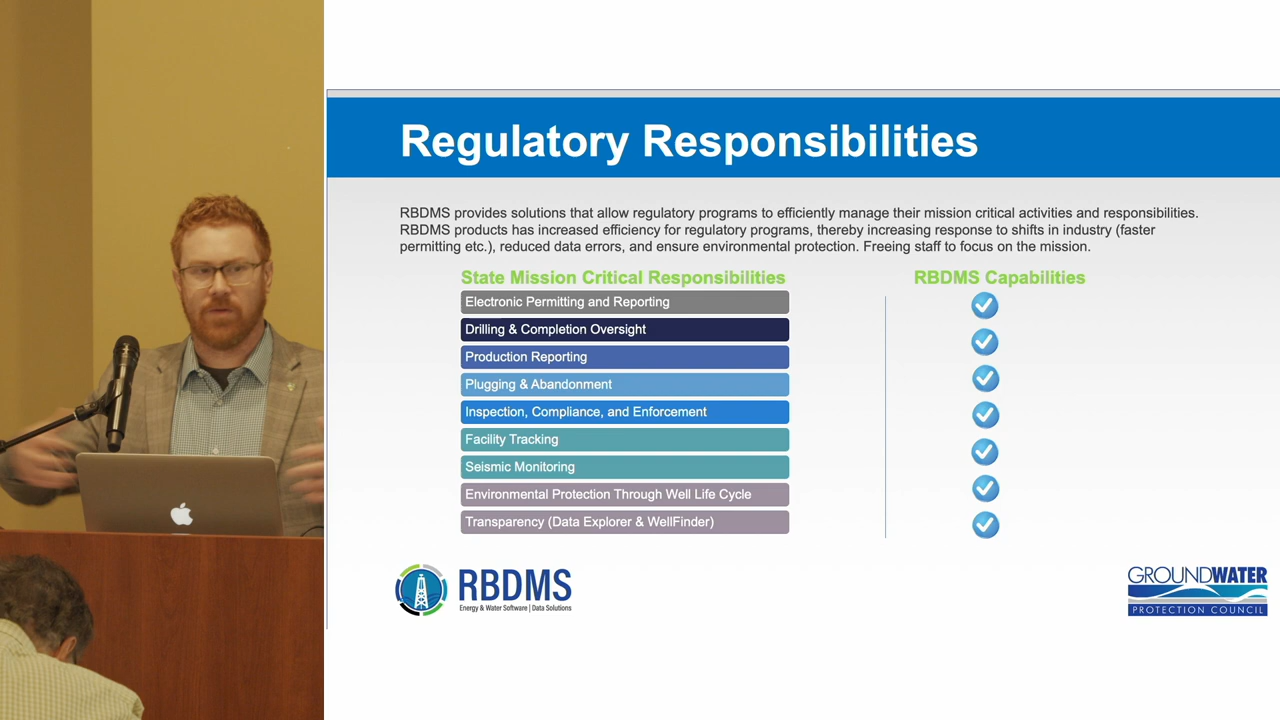 Regulatory Responsibilities
RBDMS provides solutions that allow regulatory programs to efficiently manage their mission critical activities and responsibilities.
RBDMS products has increased efficiency for regulatory programs, thereby increasing response to shifts in industry (faster
permitting etc.), reduced data errors, and ensure environmental protection. Freeing staff to focus on the mission.
State Mission Critical Responsibilities
RBDMS Capabilities
Electronic Permitting and Reporting
Drilling & Completion Oversight
Production Reporting
Plugging & Abandonment
Inspection, Compliance, and Enforcement
Facility Tracking
Seismic Monitoring
Environmental Protection Through Well Life Cycle
Transparency (Data Explorer & WellFinder)
RBDMS
Energy & Water Software | Data Solutions
GROUNDWATER
PROTECTION COUNCIL